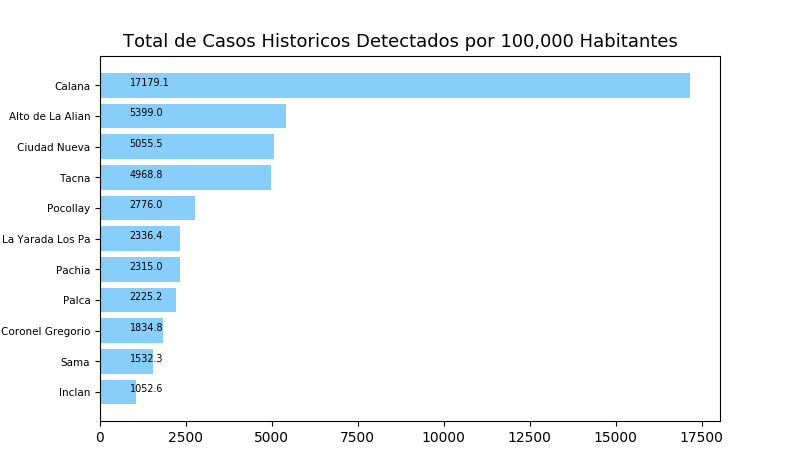 Total de Casos Historicos Detectados por 100,000 Habitantes
Calana 17179.1
Alto de La Alian 5399.0
Ciudad Nueva 5055.5
Tacna 4968.8
Pocollay 2776.0
La Yarada Los Pa 2336.4
Pachia 2315.0
Palca 2225.2
Coronel Gregorio 1834.8
Sama 1532.3
Inclan 1052.6
0 2500 5000 7500 10000 12500 15000 17500